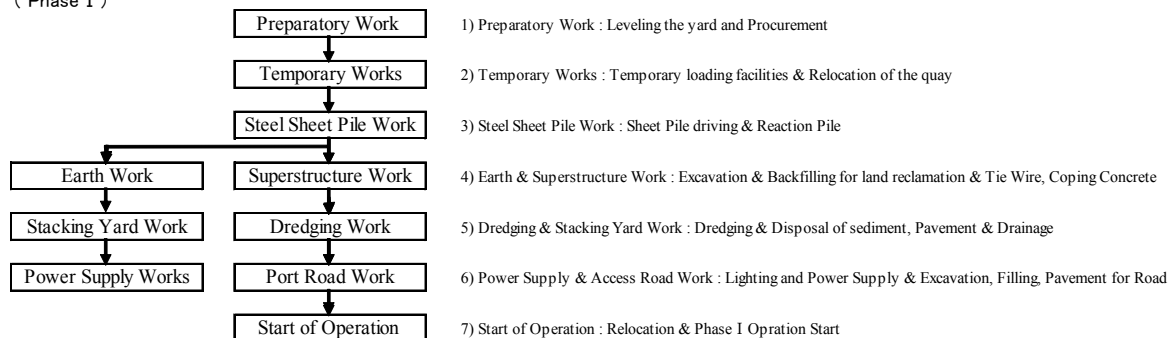 ( Phase Ⅰ )
Preparatory Work
1) Preparatory Work : Leveling the yard and Procurement
Temporary Works
2) Temporary Works : Temporary loading facilities & Relocation of the quay
Steel Sheet Pile Work
3) Steel Sheet Pile Work : Sheet Pile driving & Reaction Pile
Earth Work
Superstructure Work
4) Earth & Superstructure Work : Excavation & Backfilling for land reclamation & Tie Wire, Coping Concrete
Stacking Yard Work
Dredging Work
5) Dredging & Stacking Yard Work : Dredging & Disposal of sediment, Pavement & Drainage
Power Supply Works
Port Road Work
6) Power Supply & Access Road Work : Lighting and Power Supply & Excavation, Filling, Pavement for Road
Start of Operation
7) Start of Operation : Relocation & Phase Ⅰ Opration Start